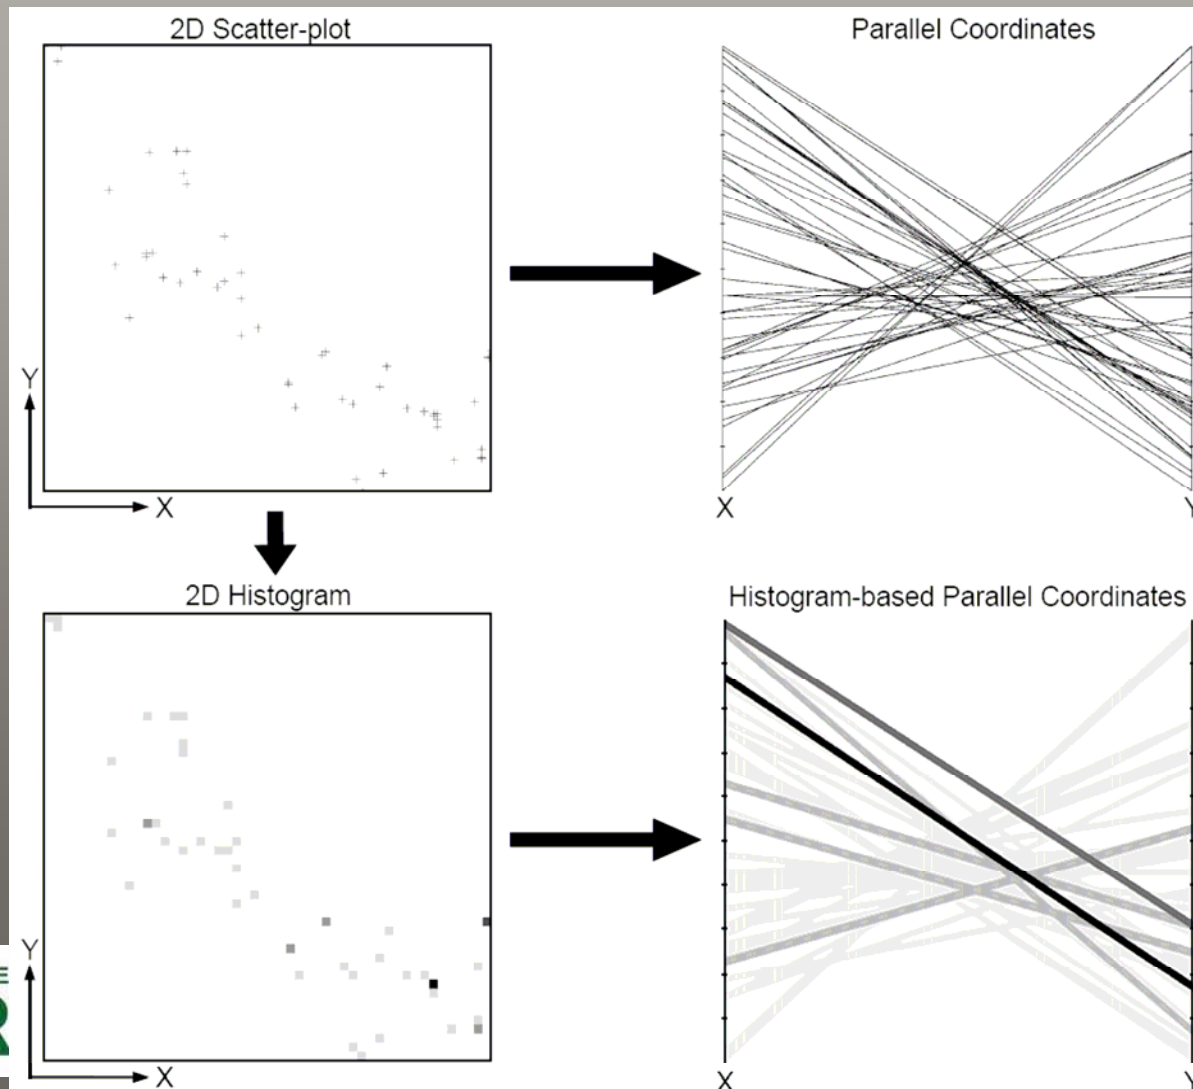 2D Scatter-plot
Parallel Coordinates
Y
X
X
Y
2D Histogram
Histogram-based Parallel Coordinates
Y
X
X
Y
E